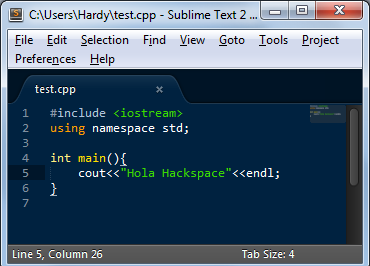 C:\Users\Hardy\test.cpp - Sublime Text 2 ...
File Edit Selection Find View Goto Tools Project
Preferences Help
test.cpp ×
1 #include <iostream>
2 using namespace std;
3
4 int main(){
5 cout<<"Hola Hackspace"<<endl;
6 }
7
Line 5, Column 26 Tab Size: 4